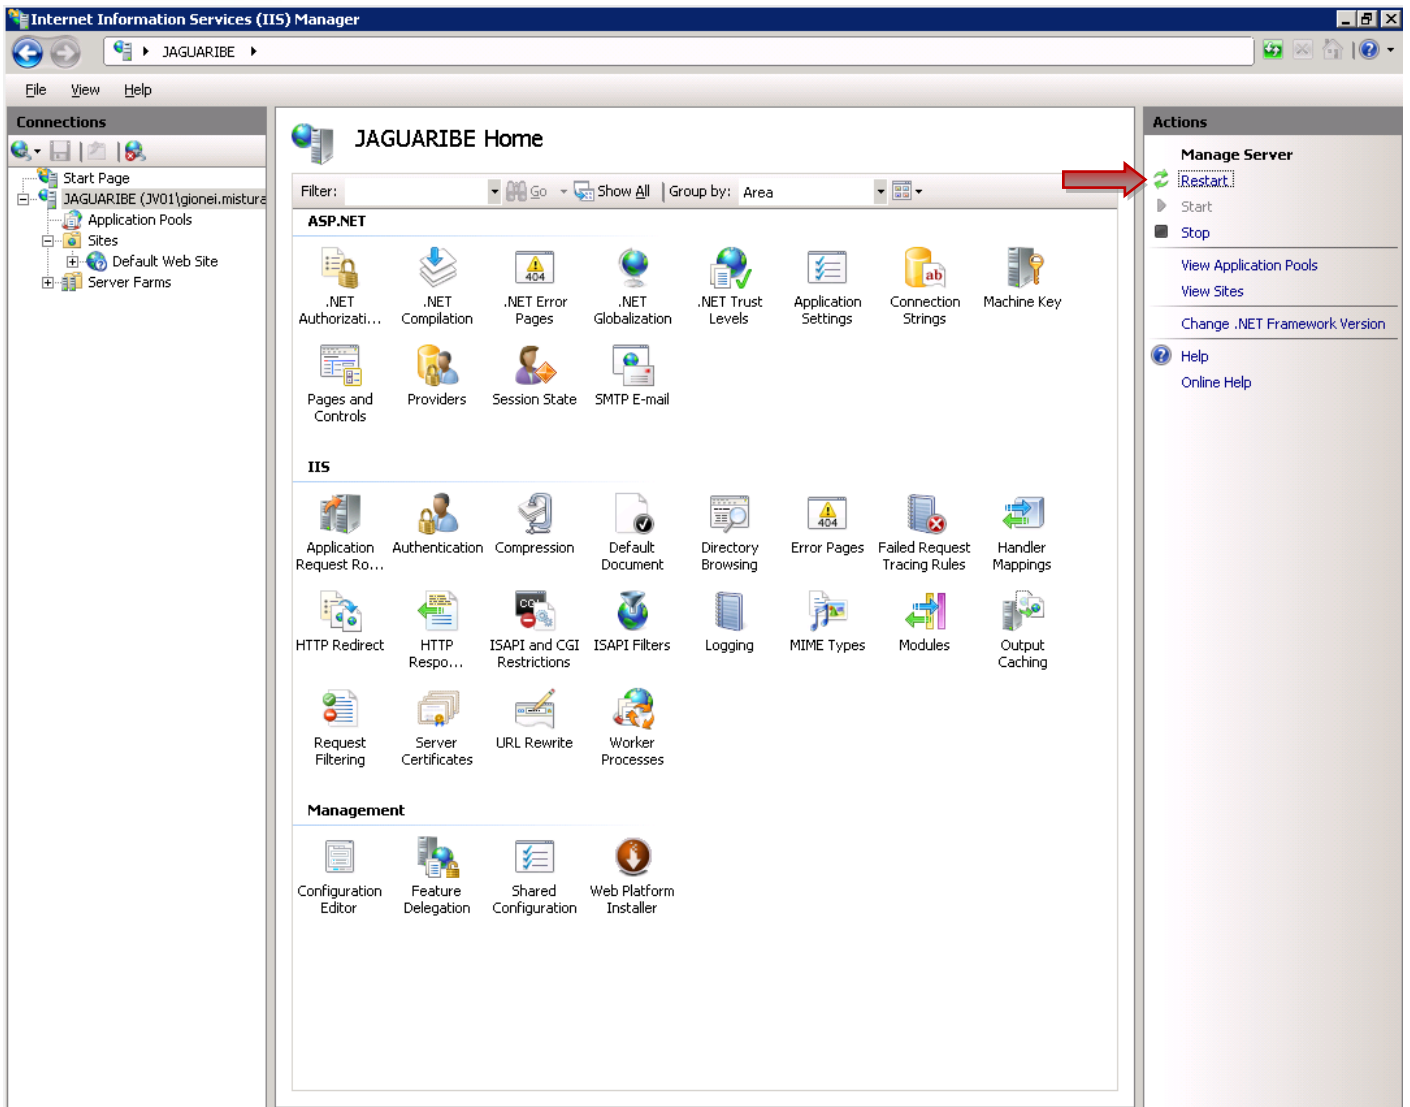 Internet Information Services (IIS) Manager
JAGUARIBE
File View Help
Connections
Start Page
JAGUARIBE (JV01\gionei.mistura
Application Pools
Sites
Default Web Site
Server Farms
JAGUARIBE Home
Filter: Go Show All Group by: Area
ASP.NET
.NET Authorizati...
.NET Compilation
.NET Error Pages
.NET Globalization
.NET Trust Levels
Application Settings
Connection Strings
Machine Key
Pages and Controls
Providers
Session State
SMTP E-mail
IIS
Application Request Ro...
Authentication
Compression
Default Document
Directory Browsing
Error Pages
Failed Request Tracing Rules
Handler Mappings
HTTP Redirect
HTTP Respo...
ISAPI and CGI Restrictions
ISAPI Filters
Logging
MIME Types
Modules
Output Caching
Request Filtering
Server Certificates
URL Rewrite
Worker Processes
Management
Configuration Editor
Feature Delegation
Shared Configuration
Web Platform Installer
Actions
Manage Server
Restart
Start
Stop
View Application Pools
View Sites
Change .NET Framework Version
Help
Online Help